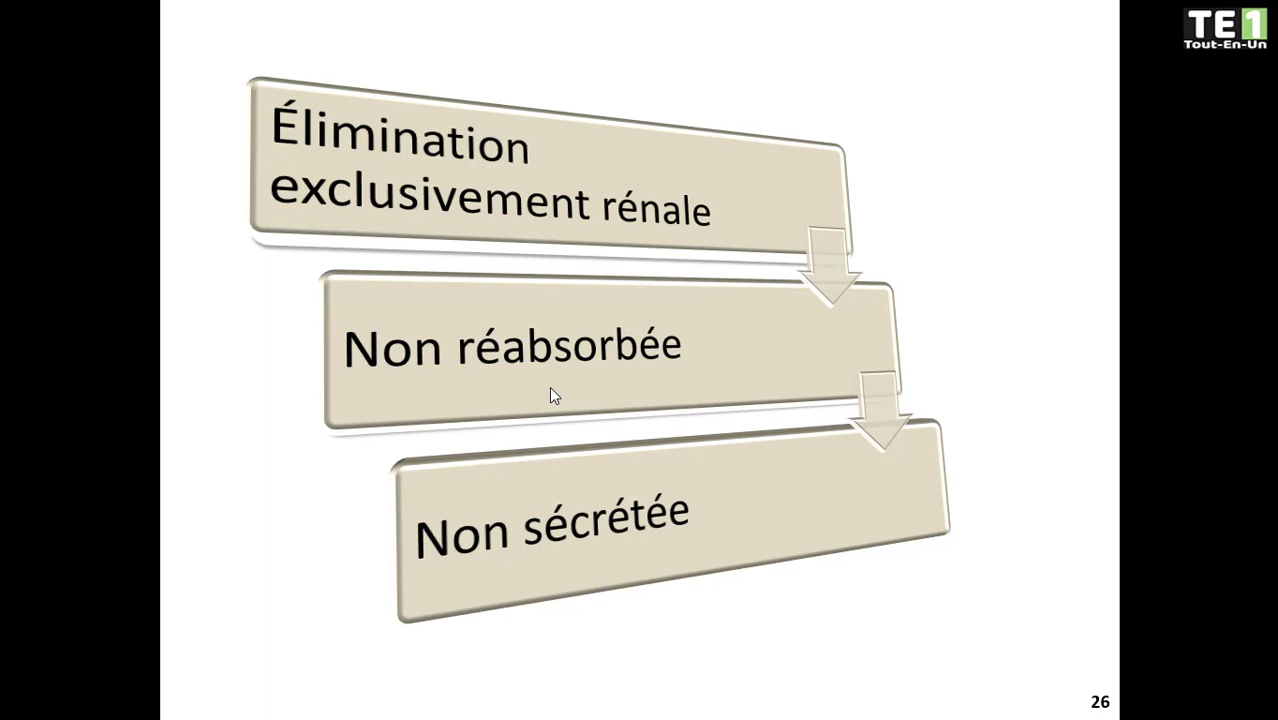 TE1
Tout-En-Un
Élimination
exclusivement rénale
Non réabsorbée
Non sécrétée
26